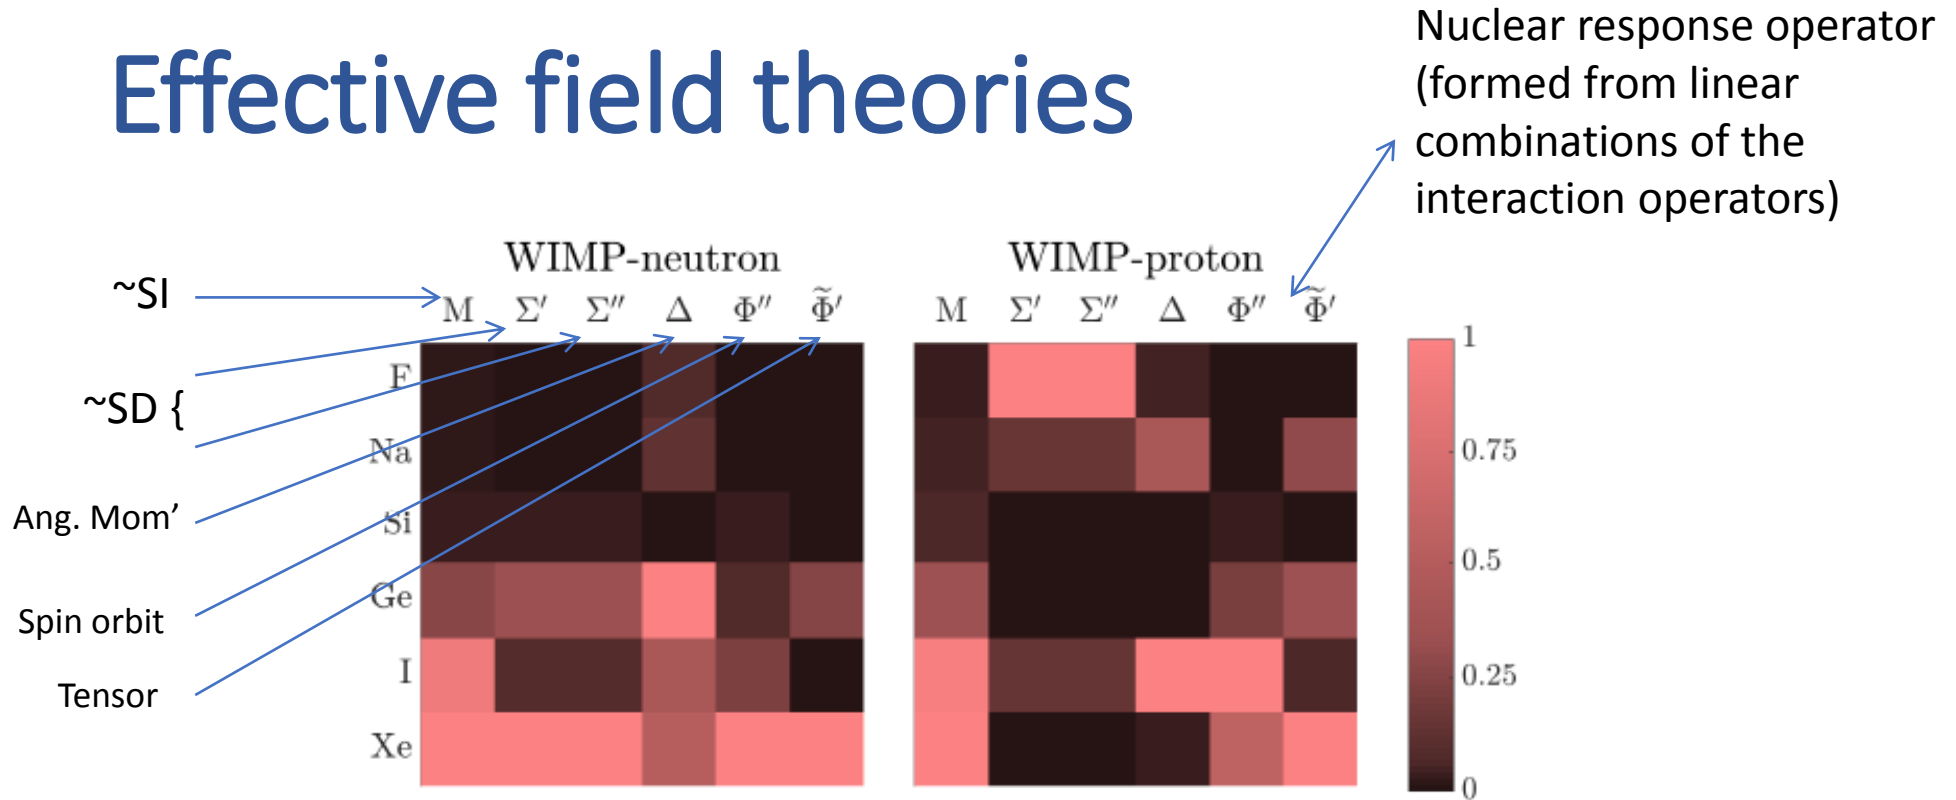 Effective field theories
Nuclear response operator
(formed from linear
combinations of the
interaction operators)
WIMP-neutron
WIMP-proton
~SI
M Σ′ Σ″ Δ Φ″ Φ̃′
M Σ′ Σ″ Δ Φ″ Φ̃′
~SD {
Ang. Mom’
Spin orbit
Tensor
F
Na
Si
Ge
I
Xe
1
0.75
0.5
0.25
0